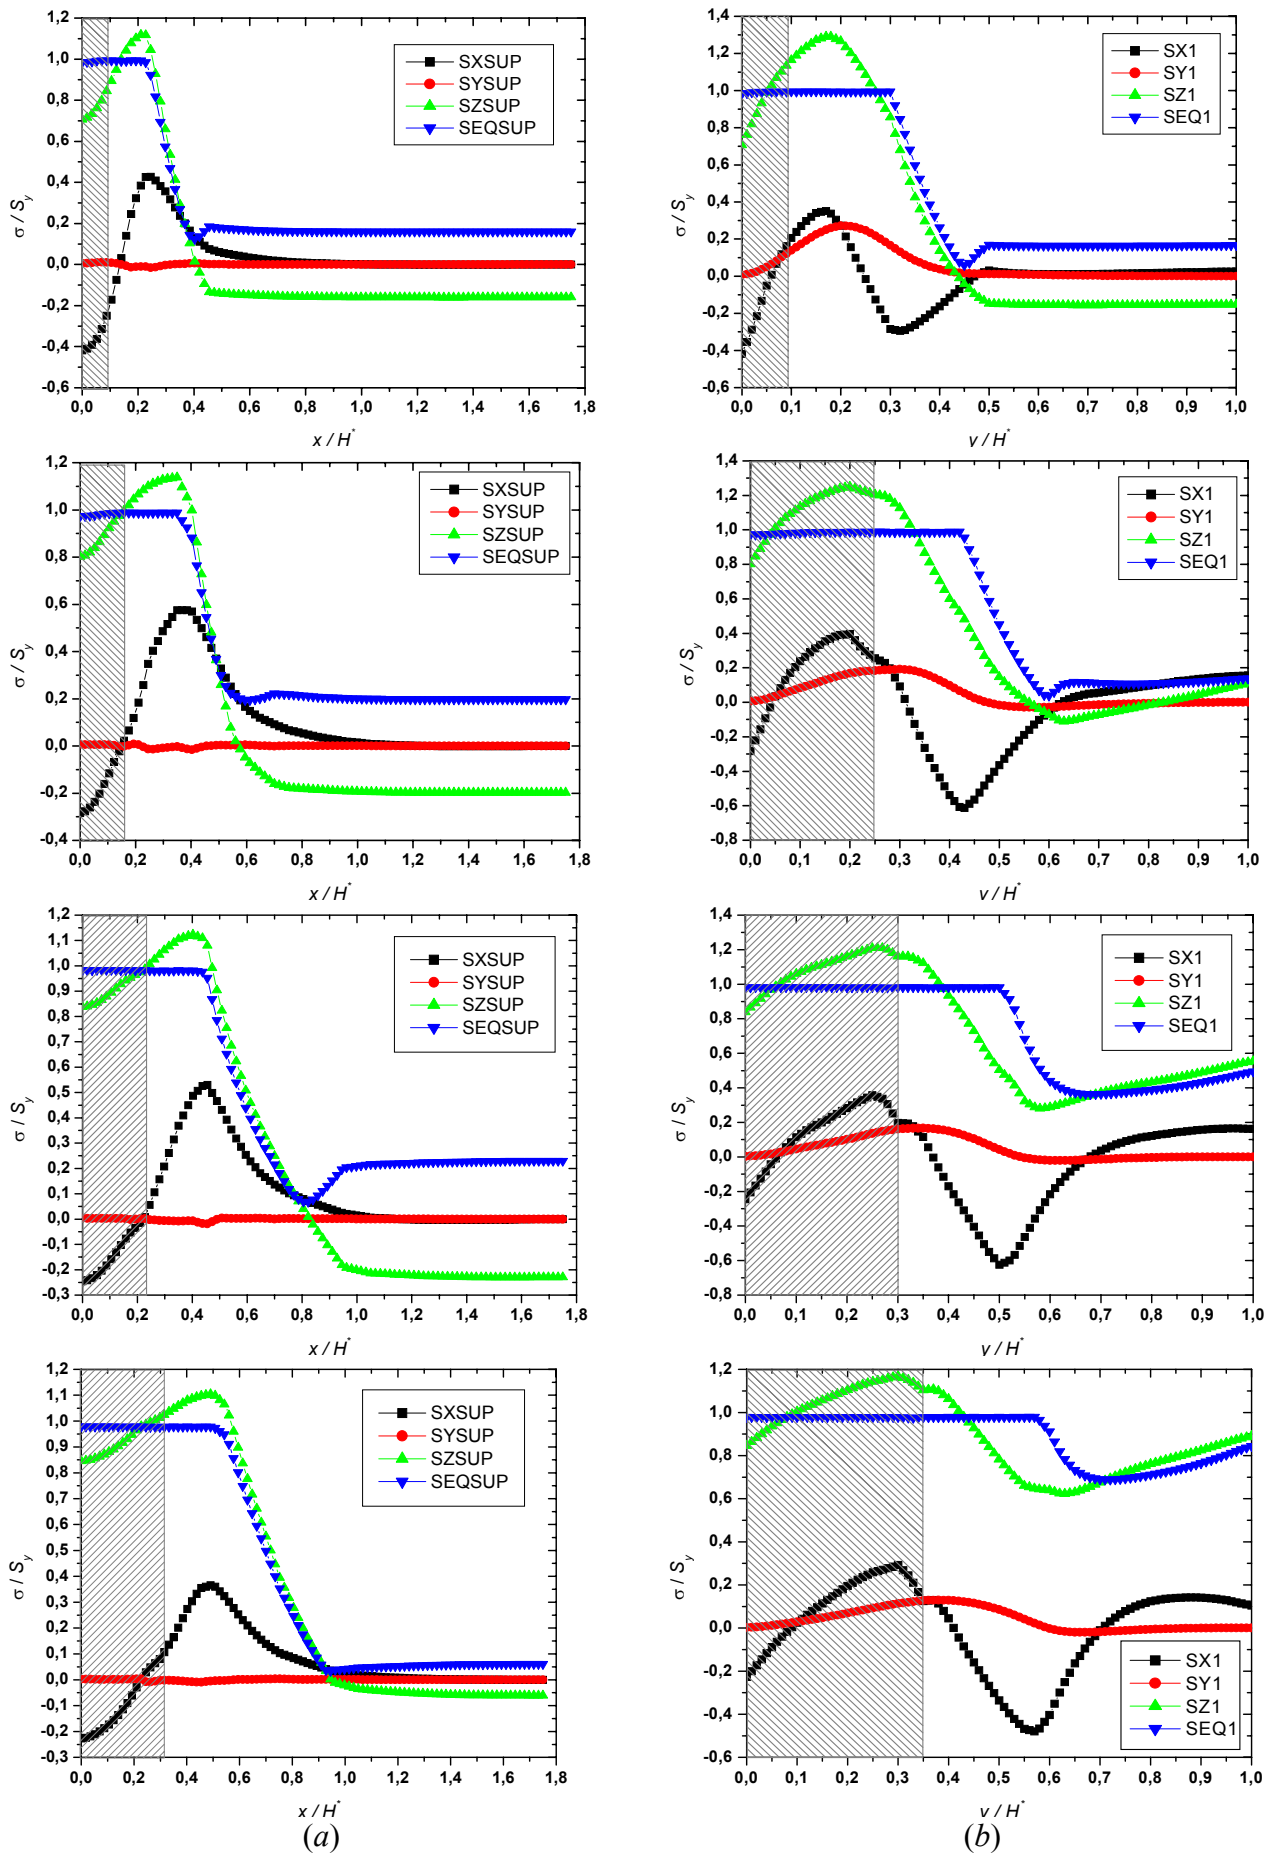 1,2
1,0
0,8
0,6
0,4
0,2
0,0
-0,2
-0,4
-0,6
σ / Sy
SXSUP
SYSUP
SZSUP
SEQSUP
0,0 0,2 0,4 0,6 0,8 1,0 1,2 1,4 1,6 1,8
x / H*
1,4
1,2
1,0
0,8
0,6
0,4
0,2
0,0
-0,2
-0,4
-0,6
σ / Sy
SX1
SY1
SZ1
SEQ1
0,0 0,1 0,2 0,3 0,4 0,5 0,6 0,7 0,8 0,9 1,0
y / H*
1,2
1,0
0,8
0,6
0,4
0,2
0,0
-0,2
-0,4
σ / Sy
SXSUP
SYSUP
SZSUP
SEQSUP
0,0 0,2 0,4 0,6 0,8 1,0 1,2 1,4 1,6 1,8
x / H*
1,4
1,2
1,0
0,8
0,6
0,4
0,2
0,0
-0,2
-0,4
-0,6
-0,8
σ / Sy
SX1
SY1
SZ1
SEQ1
0,0 0,1 0,2 0,3 0,4 0,5 0,6 0,7 0,8 0,9 1,0
y / H*
1,2
1,1
1,0
0,9
0,8
0,7
0,6
0,5
0,4
0,3
0,2
0,1
0,0
-0,1
-0,2
-0,3
σ / Sy
SXSUP
SYSUP
SZSUP
SEQSUP
0,0 0,2 0,4 0,6 0,8 1,0 1,2 1,4 1,6 1,8
x / H*
1,4
1,2
1,0
0,8
0,6
0,4
0,2
0,0
-0,2
-0,4
-0,6
-0,8
σ / Sy
SX1
SY1
SZ1
SEQ1
0,0 0,1 0,2 0,3 0,4 0,5 0,6 0,7 0,8 0,9 1,0
y / H*
1,2
1,1
1,0
0,9
0,8
0,7
0,6
0,5
0,4
0,3
0,2
0,1
0,0
-0,1
-0,2
-0,3
σ / Sy
SXSUP
SYSUP
SZSUP
SEQSUP
0,0 0,2 0,4 0,6 0,8 1,0 1,2 1,4 1,6 1,8
x / H*
1,2
1,0
0,8
0,6
0,4
0,2
0,0
-0,2
-0,4
-0,6
σ / Sy
SX1
SY1
SZ1
SEQ1
0,0 0,1 0,2 0,3 0,4 0,5 0,6 0,7 0,8 0,9 1,0
y / H*
(a)
(b)